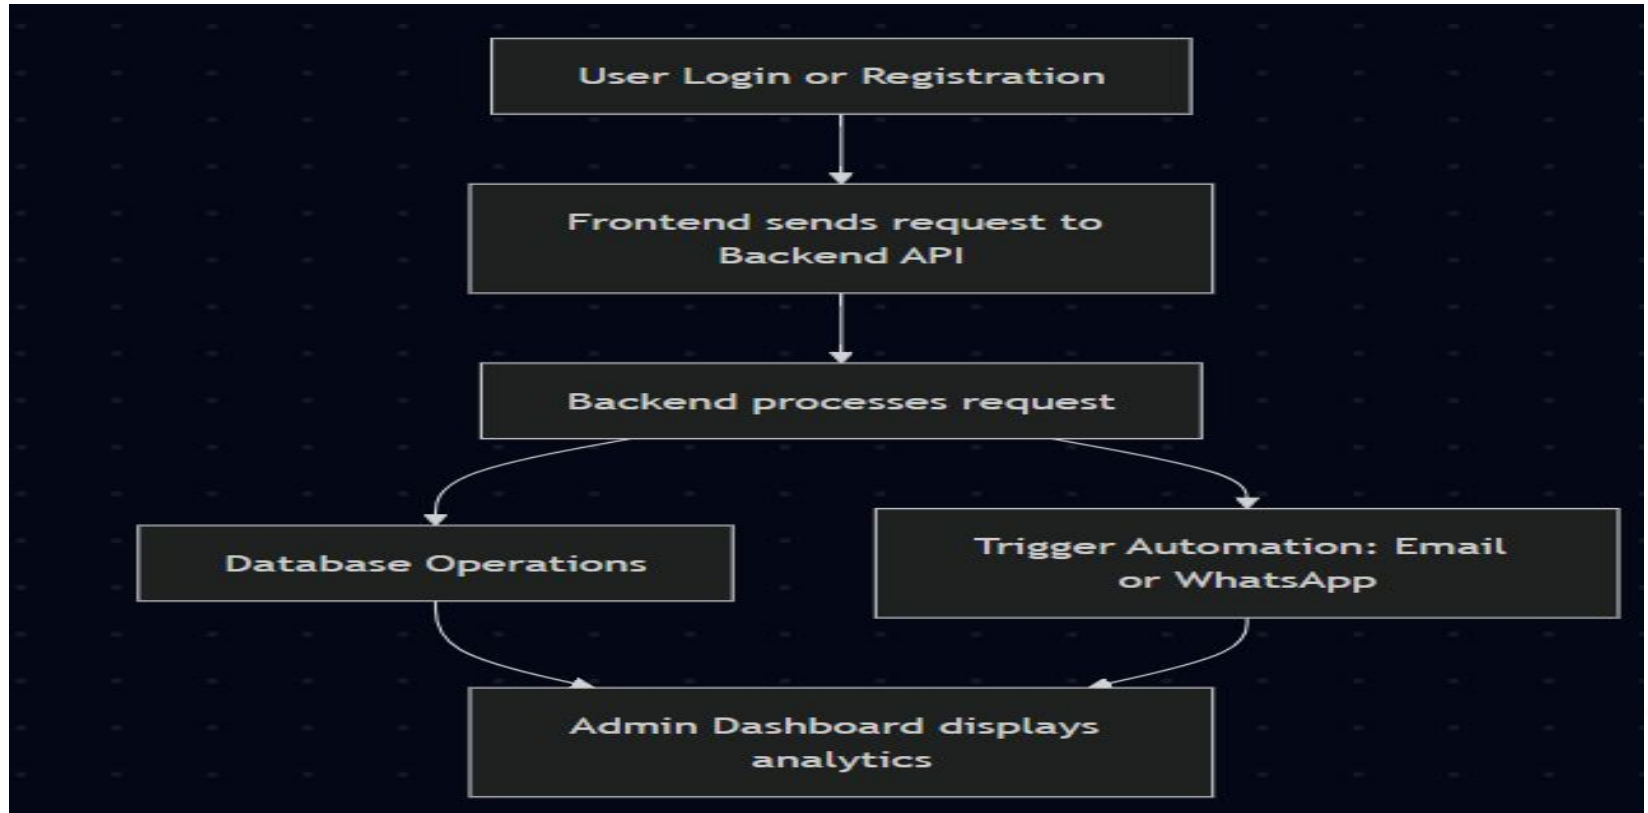 User Login or Registration
Frontend sends request to
Backend API
Backend processes request
Database Operations
Trigger Automation: Email
or WhatsApp
Admin Dashboard displays
analytics